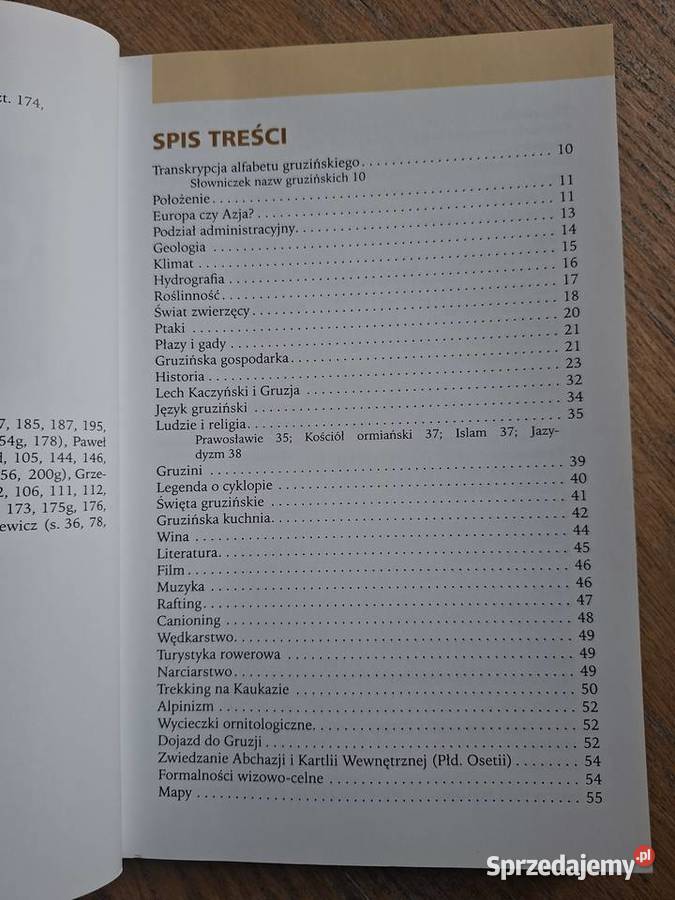 zt. 174,
7, 185, 187, 195,
54g, 178), Paweł
d, 105, 144, 146,
56, 200g), Grze-
2, 106, 111, 112,
173, 175g, 176,
ewicz (s. 36, 78,
SPIS TREŚCI
Transkrypcja alfabetu gruzińskiego 10
Słowniczek nazw gruzińskich 10
Położenie 11
Europa czy Azja? 11
Podział administracyjny 13
Geologia 14
Klimat 15
Hydrografia 16
Roślinność 17
Świat zwierzęcy 18
Ptaki 20
Płazy i gady 21
Gruzińska gospodarka 21
Historia 23
Lech Kaczyński i Gruzja 32
Język gruziński 34
Ludzie i religia 35
Prawosławie 35; Kościół ormiański 37; Islam 37; Jazy-
dyzm 38
Gruzini 39
Legenda o cyklopie 40
Święta gruzińskie 41
Gruzińska kuchnia 42
Wina 44
Literatura 45
Film 46
Muzyka 46
Rafting 47
Canioning 48
Wędkarstwo 49
Turystyka rowerowa 49
Narciarstwo 49
Trekking na Kaukazie 50
Alpinizm 52
Wycieczki ornitologiczne 52
Dojazd do Gruzji 52
Zwiedzanie Abchazji i Kartlii Wewnętrznej (Płd. Osetii) 54
Formalności wizowo-celne 54
Mapy 55
Sprzedajemy.pl